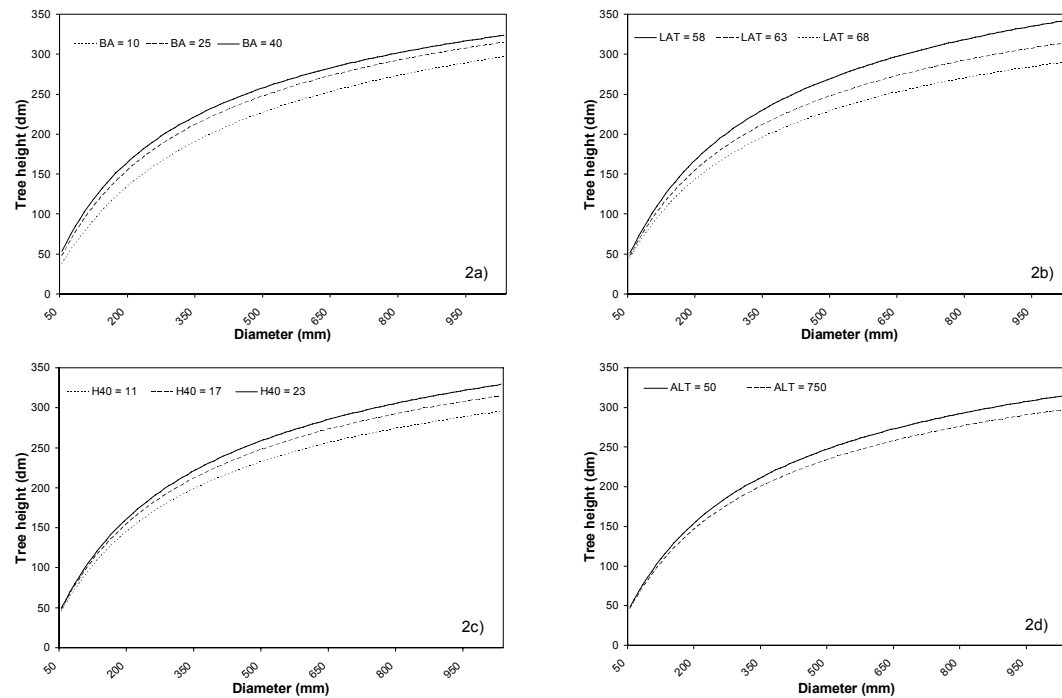 350
300
250
200
150
100
50
0
Tree height (dm)
BA = 10 BA = 25 BA = 40
2a)
50 200 350 500 650 800 950
Diameter (mm)
350
300
250
200
150
100
50
0
Tree height (dm)
LAT = 58 LAT = 63 LAT = 68
2b)
50 200 350 500 650 800 950
Diameter (mm)
350
300
250
200
150
100
50
0
Tree height (dm)
H40 = 11 H40 = 17 H40 = 23
2c)
50 200 350 500 650 800 950
Diameter (mm)
350
300
250
200
150
100
50
0
Tree height (dm)
ALT = 50 ALT = 750
2d)
50 200 350 500 650 800 950
Diameter (mm)